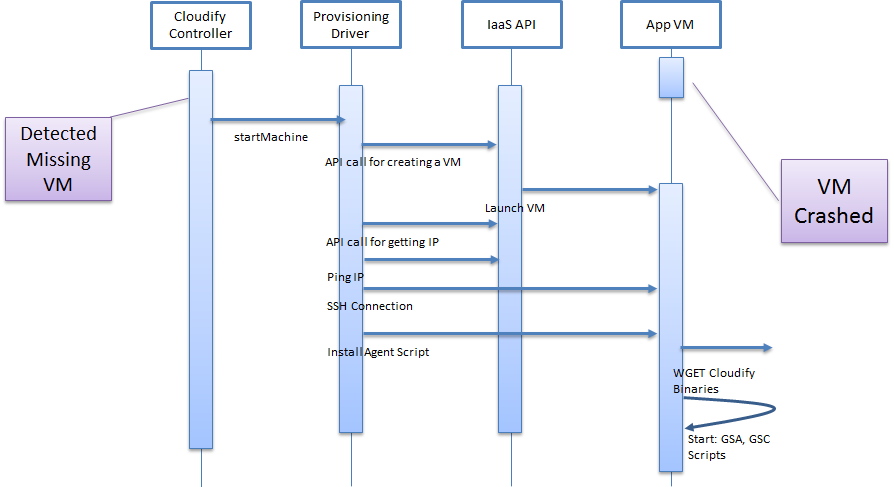 Cloudify
Controller
Provisioning
Driver
IaaS API
App VM
Detected
Missing
VM
startMachine
API call for creating a VM
VM
Crashed
Launch VM
API call for getting IP
Ping IP
SSH Connection
Install Agent Script
WGET Cloudify
Binaries
Start: GSA, GSC
Scripts